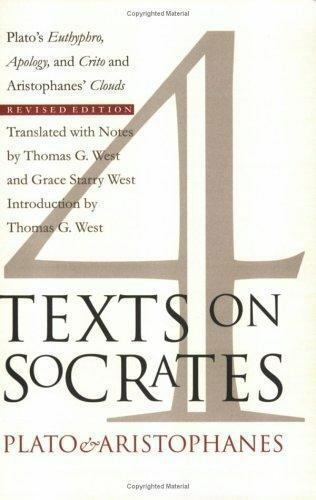 Plato's Euthyphro,
Apology, and Crito and
Aristophanes' Clouds
REVISED EDITION
Translated with Notes
by Thomas G. West
and Grace Starry West
Introduction by
Thomas G. West
4
TEXTS ON
SOCRATES
PLATO & ARISTOPHANES